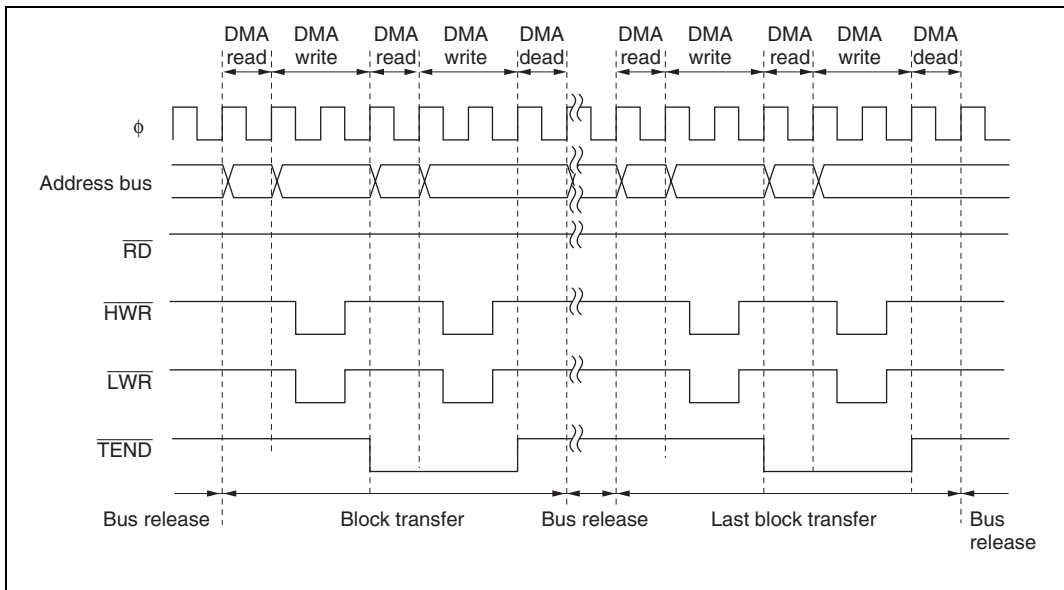 DMA DMA DMA DMA DMA DMA DMA DMA DMA DMA
read write read write dead read write read write dead
φ
Address bus
RD
HWR
LWR
TEND
Bus release Block transfer Bus release Last block transfer Bus
release